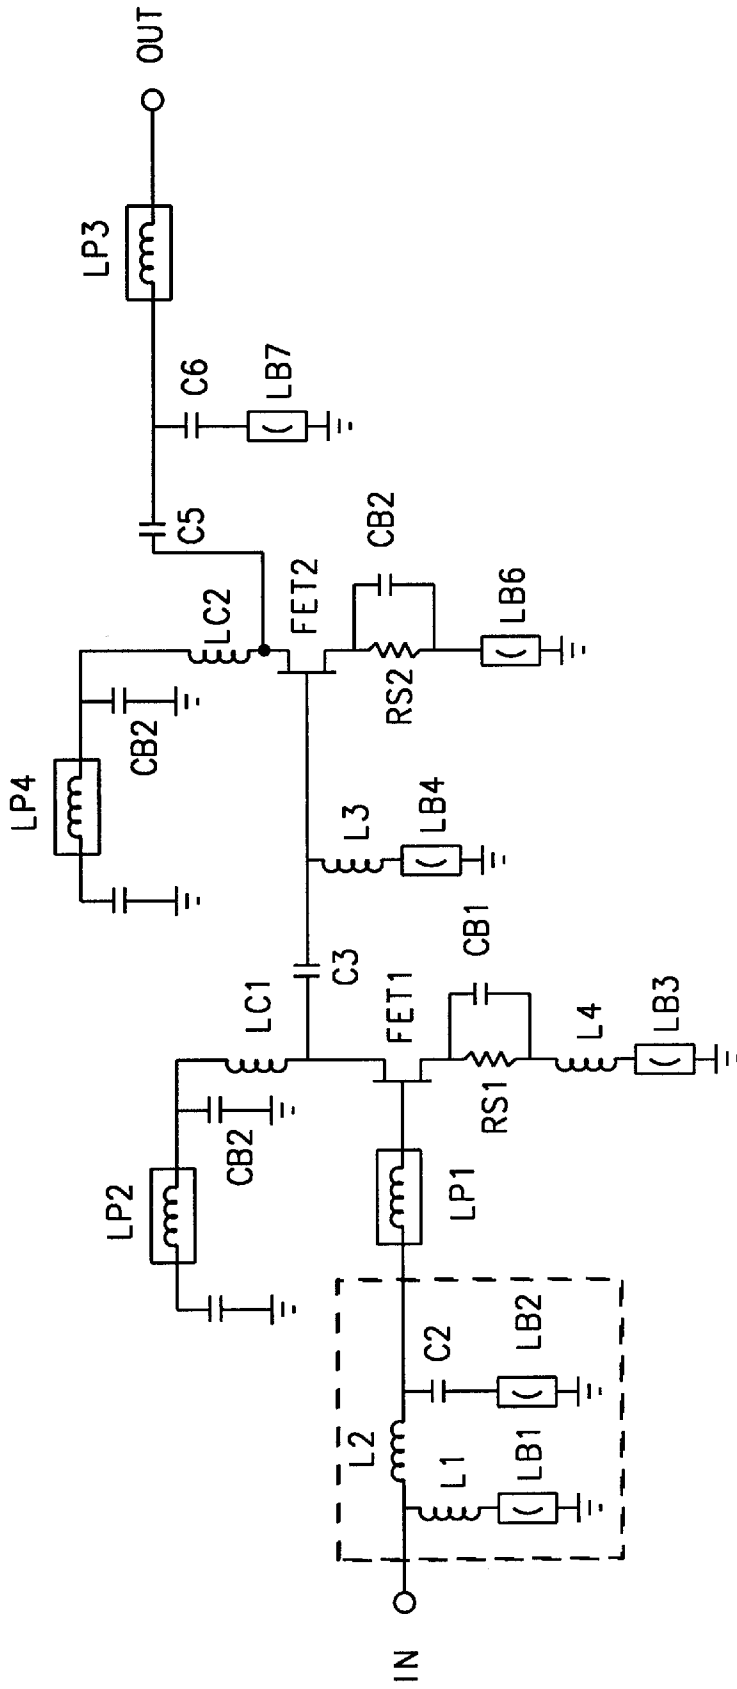 OUT
LP3
C6
LB7
C5
CB2
LC2
FET2
LB6
RS2
CB2
LP4
L3
LB4
CB1
C3
LC1
FET1
L4
LB3
RS1
CB2
LP2
LP1
C2
LB2
L2
L1
LB1
IN